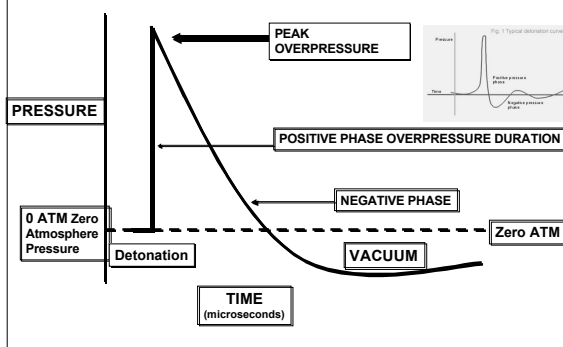 PEAK
OVERPRESSURE
Fig. 1 Typical detonation curve
Pressure
Positive pressure
phase
Time
Negative pressure
phase
PRESSURE
POSITIVE PHASE OVERPRESSURE DURATION
NEGATIVE PHASE
0 ATM Zero
Atmosphere
Pressure
Zero ATM
Detonation
VACUUM
TIME
(microseconds)